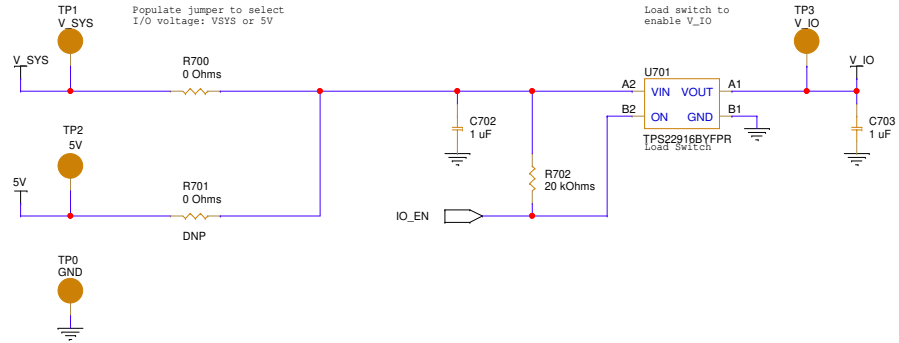 TP1
V_SYS
Populate jumper to select
I/O voltage: VSYS or 5V
Load switch to
enable V_IO
TP3
V_IO
V_SYS
R700
0 Ohms
U701
V_IO
A2
VIN
VOUT
A1
B2
ON
GND
B1
C702
1 uF
C703
1 uF
TPS22916BYFPR
Load Switch
TP2
5V
5V
R701
0 Ohms
DNP
R702
20 kOhms
IO_EN
TP0
GND